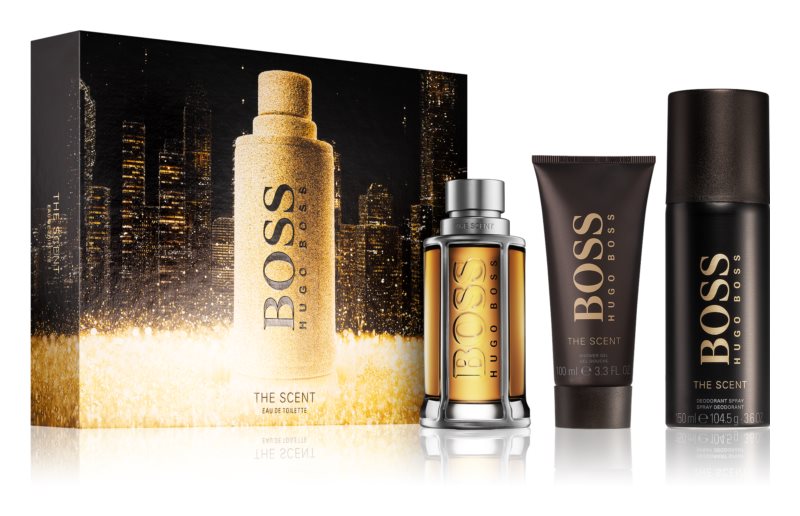 THE SCENT
BOSS
HUGO BOSS
THE SCENT
EAU DE TOILETTE
THE SCENT
BOSS
HUGO BOSS
BOSS
HUGO BOSS
THE SCENT
SHOWER GEL
GEL DOUCHE
100 ml ℮ 3.3 FL. OZ
BOSS
HUGO BOSS
THE SCENT
DEODORANT SPRAY
SPRAY DEODORANT
150 ml ℮ 104.5 g - 3.6 OZ